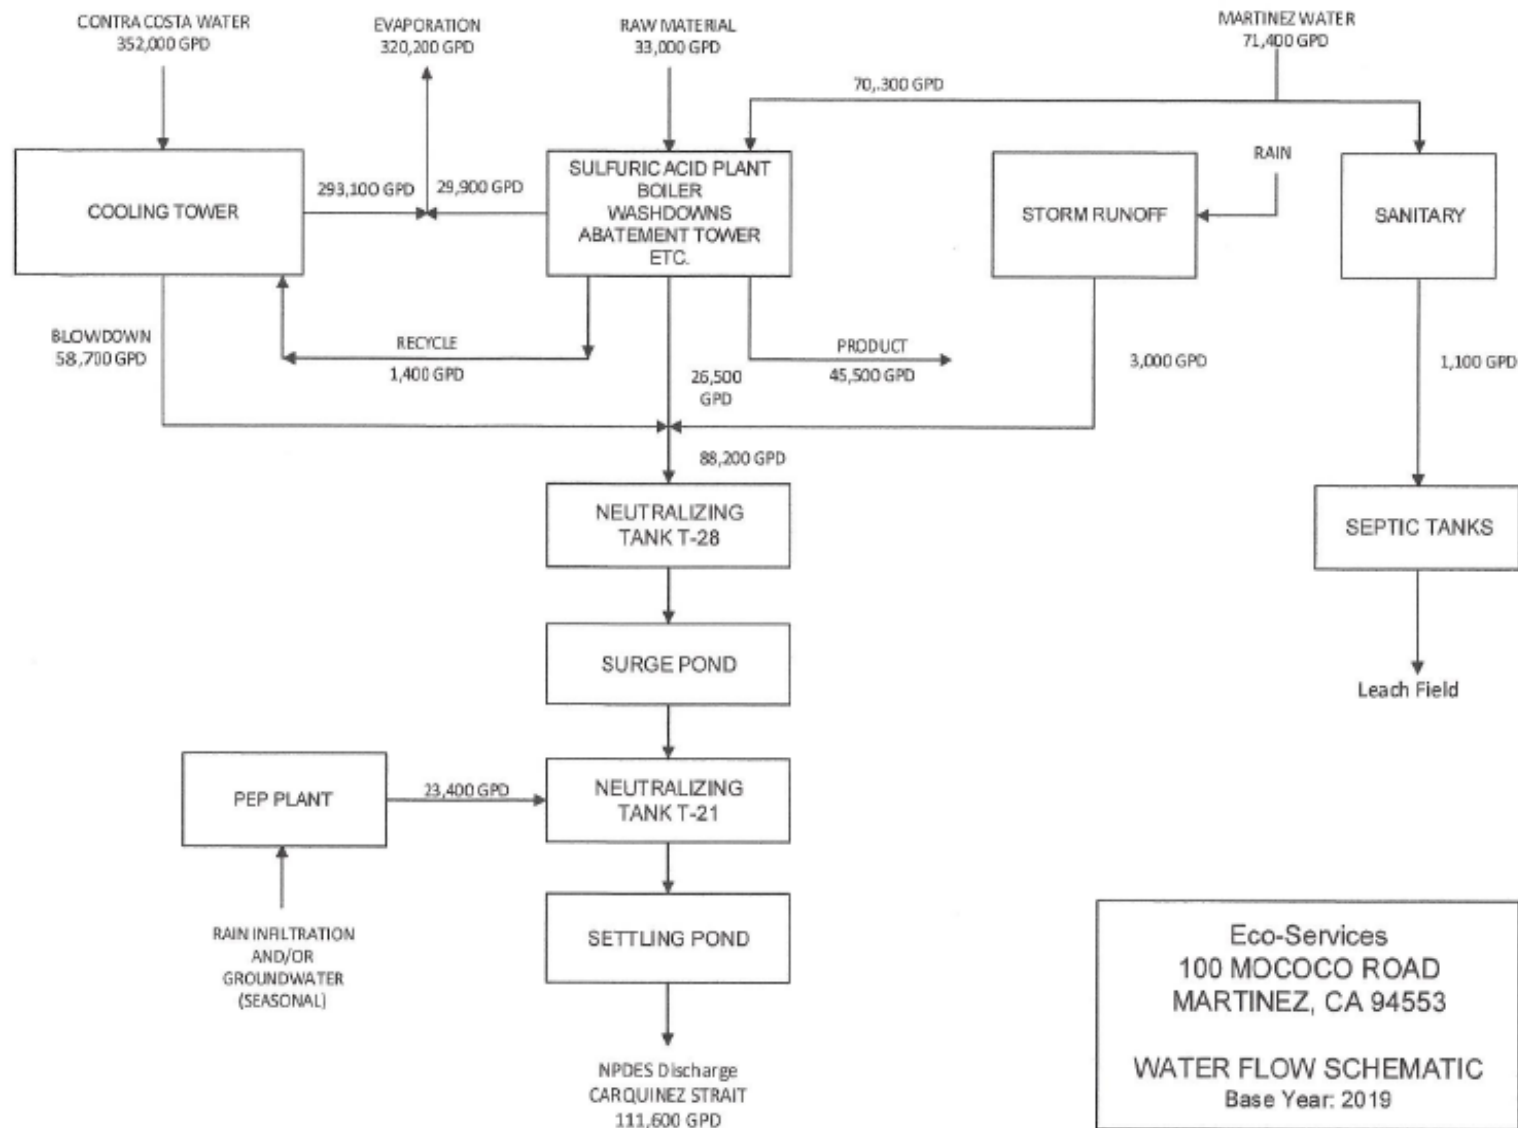 CONTRA COSTA WATER
352,000 GPD
EVAPORATION
320,200 GPD
RAW MATERIAL
33,000 GPD
MARTINEZ WATER
71,400 GPD
70,.300 GPD
COOLING TOWER
293,100 GPD
29,900 GPD
SULFURIC ACID PLANT
BOILER
WASHDOWNS
ABATEMENT TOWER
ETC.
STORM RUNOFF
RAIN
SANITARY
BLOWDOWN
58,700 GPD
RECYCLE
1,400 GPD
26,500
GPD
PRODUCT
45,500 GPD
3,000 GPD
1,100 GPD
88,200 GPD
NEUTRALIZING
TANK T-28
SEPTIC TANKS
SURGE POND
Leach Field
PEP PLANT
23,400 GPD
NEUTRALIZING
TANK T-21
RAIN INFILTRATION
AND/OR
GROUNDWATER
(SEASONAL)
SETTLING POND
NPDES Discharge
CARQUINEZ STRAIT
111,600 GPD
Eco-Services
100 MOCOCO ROAD
MARTINEZ, CA 94553
WATER FLOW SCHEMATIC
Base Year: 2019